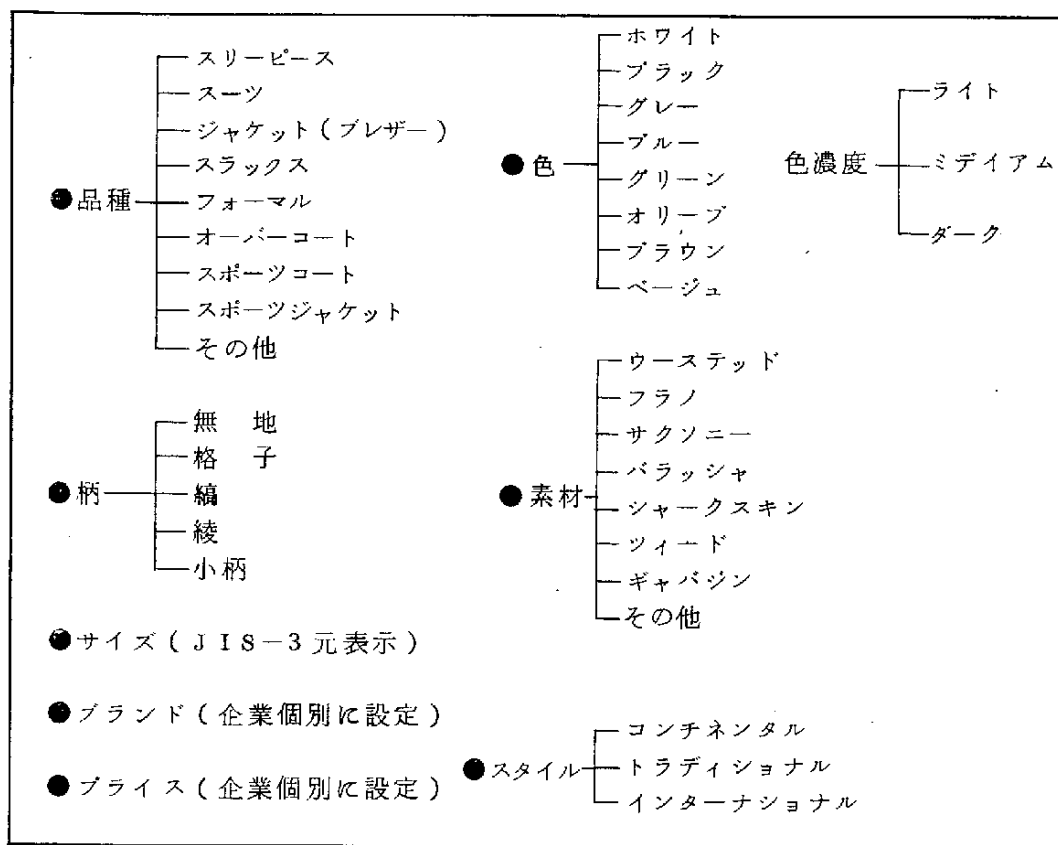 ●品種
スリーピース
スーツ
ジャケット(ブレザー)
スラックス
フォーマル
オーバーコート
スポーツコート
スポーツジャケット
その他
●色
ホワイト
ブラック
グレー
ブルー
グリーン
オリーブ
ブラウン
ベージュ
色濃度
ライト
ミデイアム
ダーク
●柄
無 地
格 子
縞
綾
小柄
●素材
ウーステッド
フラノ
サクソニー
バラッシャ
シャークスキン
ツィード
ギャバジン
その他
●サイズ(JIS-3元表示)
●ブランド(企業個別に設定)
●プライス(企業個別に設定)
●スタイル
コンチネンタル
トラディショナル
インターナショナル